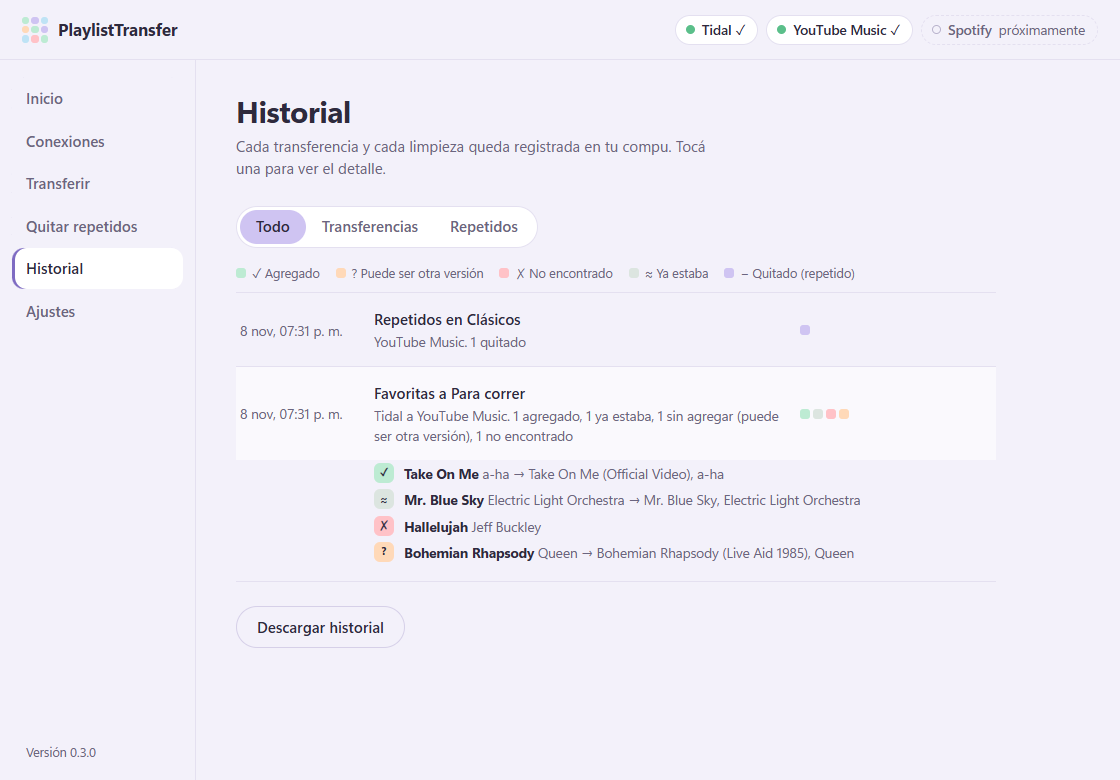 PlaylistTransfer
Tidal ✓
YouTube Music ✓
Spotify próximamente
Inicio
Conexiones
Transferir
Quitar repetidos
Historial
Ajustes
Versión 0.3.0
Historial
Cada transferencia y cada limpieza queda registrada en tu compu. Tocá
una para ver el detalle.
Todo
Transferencias
Repetidos
✓ Agregado
? Puede ser otra versión
✗ No encontrado
≈ Ya estaba
– Quitado (repetido)
8 nov, 07:31 p. m.
Repetidos en Clásicos
YouTube Music. 1 quitado
8 nov, 07:31 p. m.
Favoritas a Para correr
Tidal a YouTube Music. 1 agregado, 1 ya estaba, 1 sin agregar (puede
ser otra versión), 1 no encontrado
✓ Take On Me a-ha → Take On Me (Official Video), a-ha
≈ Mr. Blue Sky Electric Light Orchestra → Mr. Blue Sky, Electric Light Orchestra
✗ Hallelujah Jeff Buckley
? Bohemian Rhapsody Queen → Bohemian Rhapsody (Live Aid 1985), Queen
Descargar historial